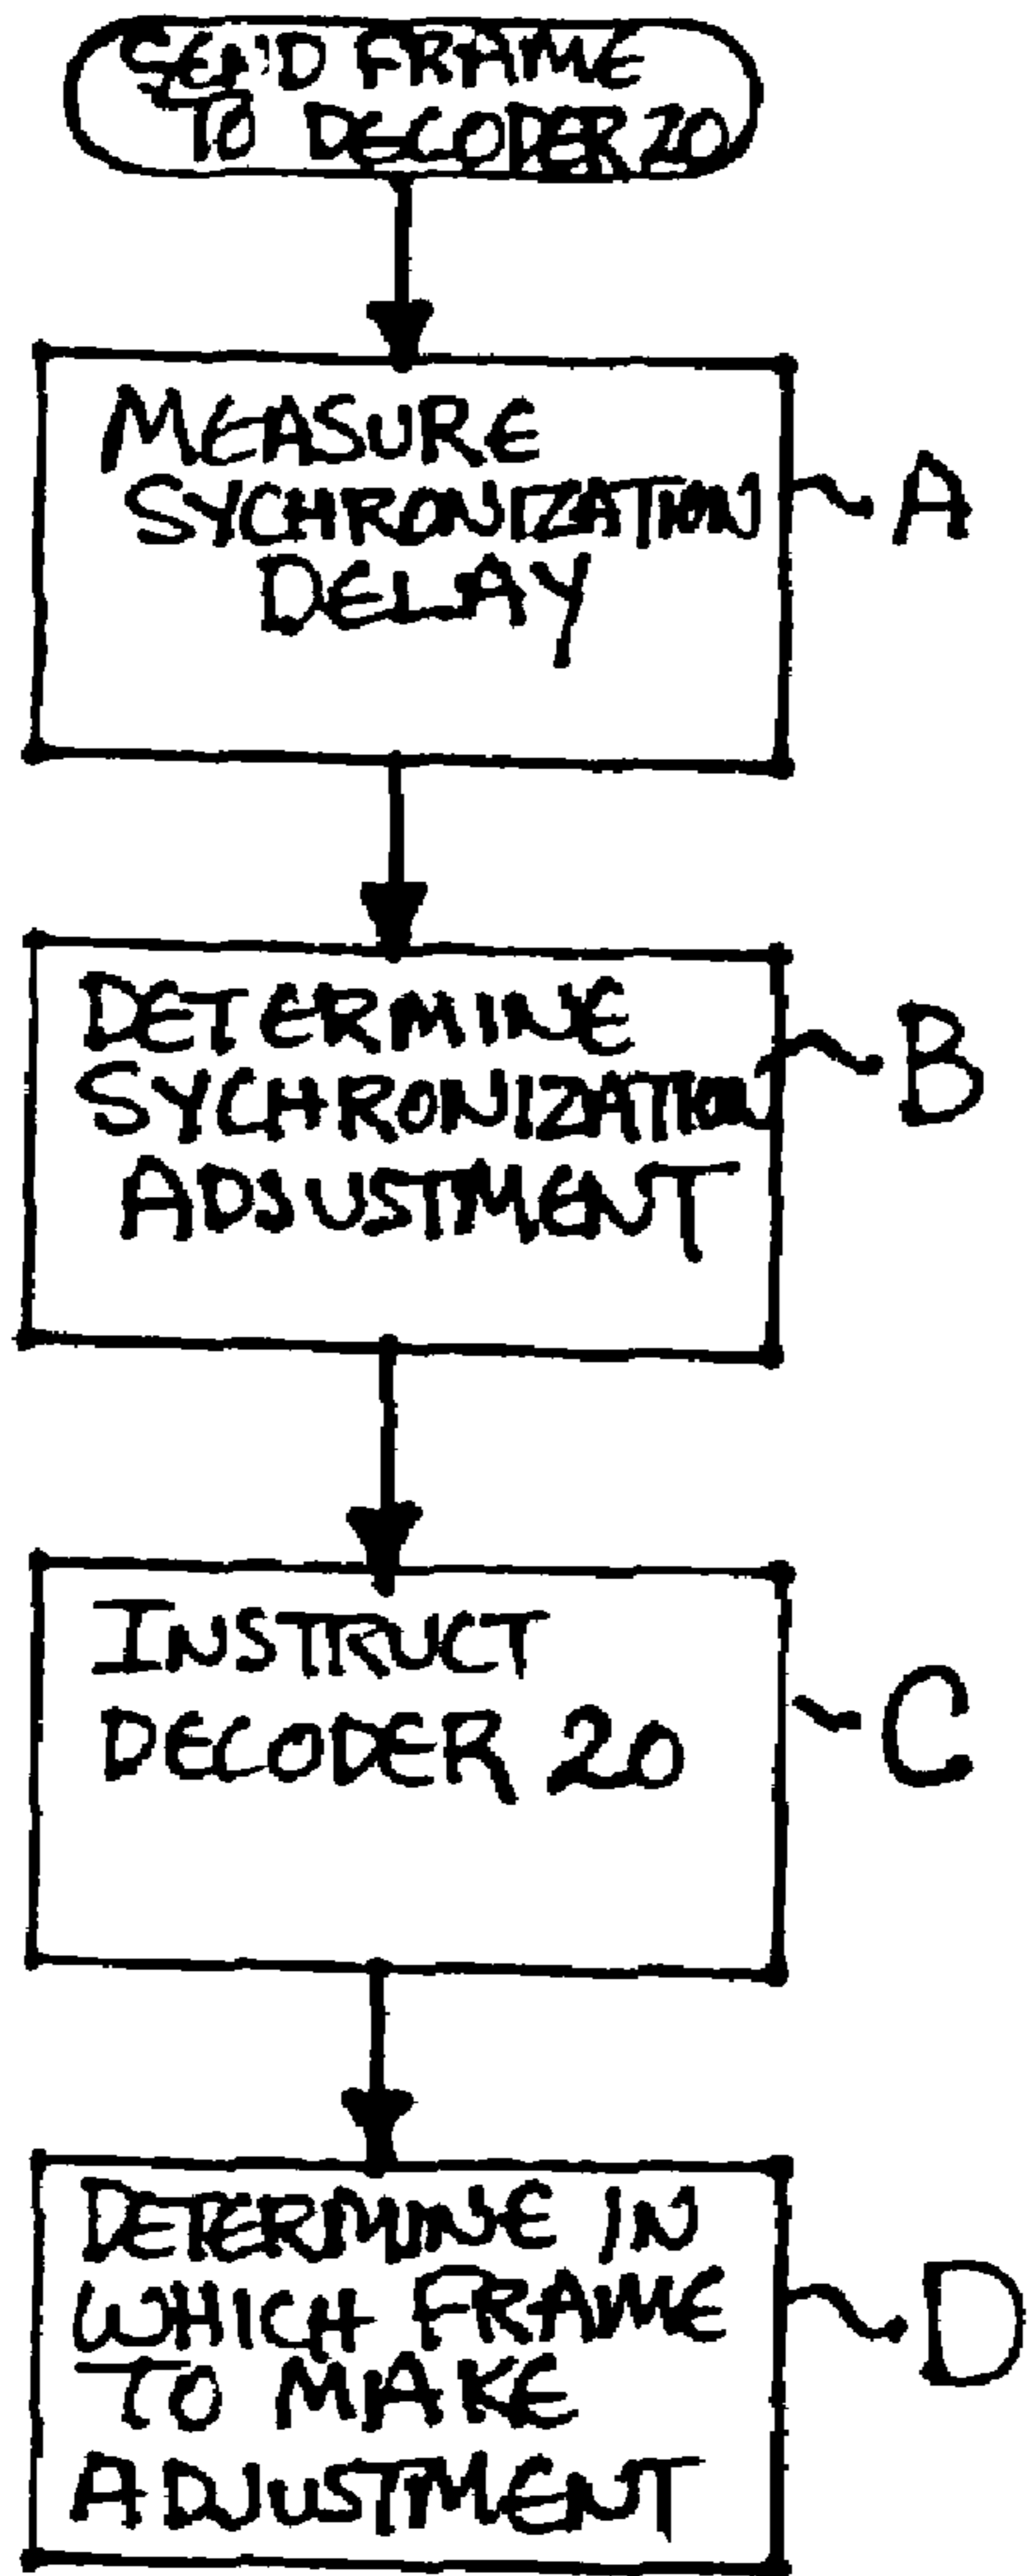 SEND FRAME
TO DECODER 20
MEASURE
SYCHRONIZATION
DELAY
A
DETERMINE
SYCHRONIZATION
ADJUSTMENT
B
INSTRUCT
DECODER 20
C
DETERMINE IN
WHICH FRAME
TO MAKE
ADJUSTMENT
D